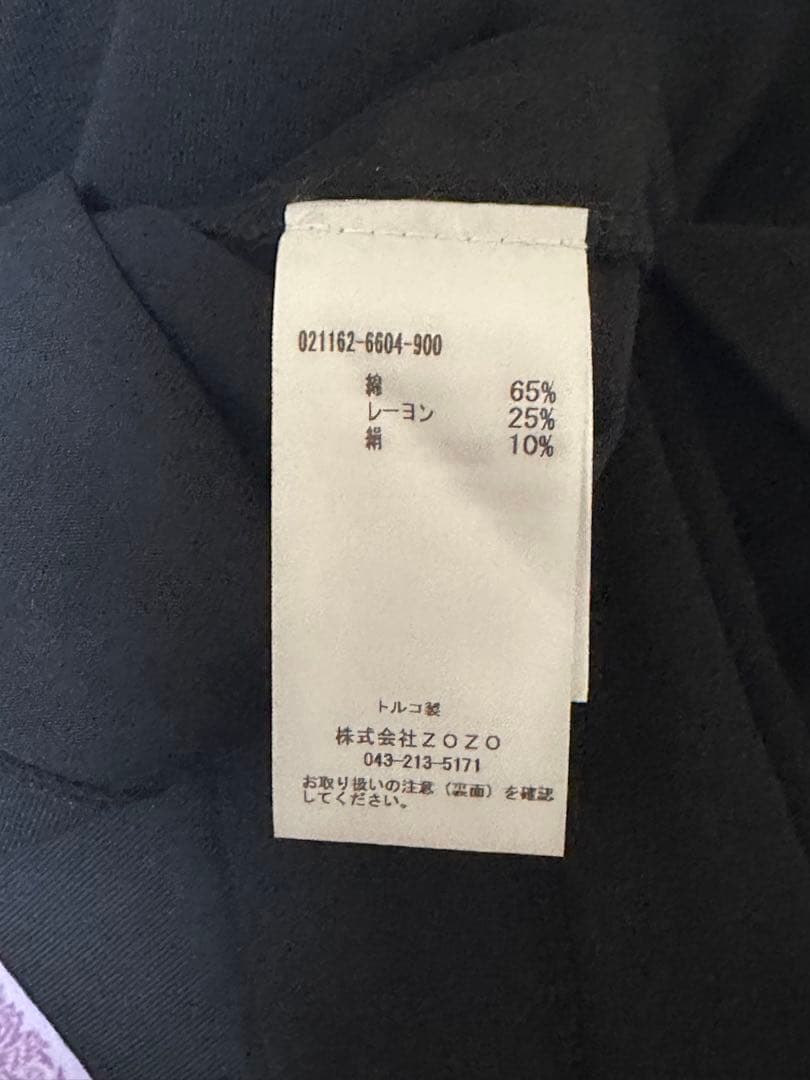 021162-6604-900
綿 65%
レーヨン 25%
絹 10%
トルコ製
株式会社ZOZO
043-213-5171
お取り扱いの注意（裏面）を確認
してください。